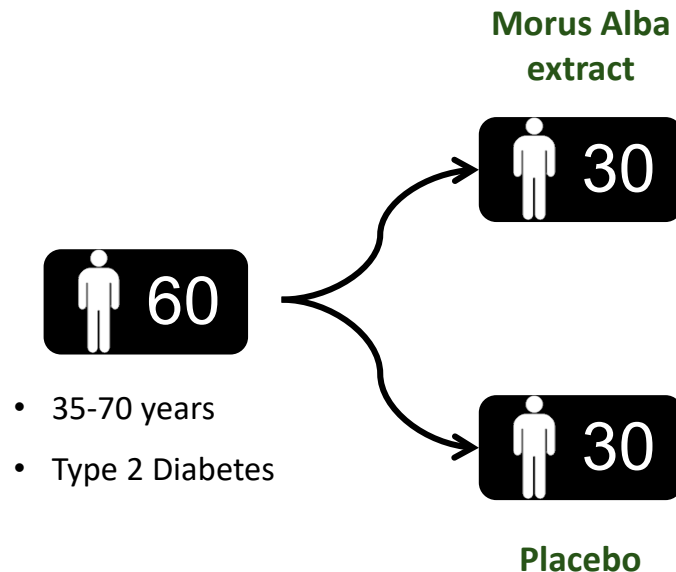 Morus Alba
extract
30
60
• 35-70 years
• Type 2 Diabetes
30
Placebo